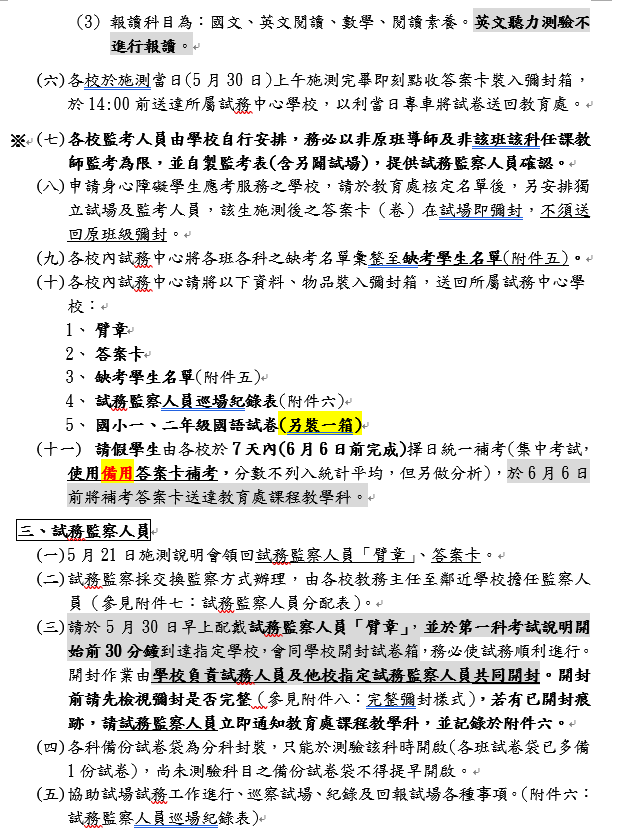 (3) 報讀科目為：國文、英文閱讀、數學、閱讀素養。英文聽力測驗不
進行報讀。
(六)各校於施測當日(5 月 30 日)上午施測完畢即刻點收答案卡裝入彌封箱，
於 14:00 前送達所屬試務中心學校，以利當日專車將試卷送回教育處。
※(七)各校監考人員由學校自行安排，務必以非原班導師及非該班該科任課教
師監考為限，並自製監考表(含另闢試場)，提供試務監察人員確認。
(八)申請身心障礙學生應考服務之學校，請於教育處核定名單後，另安排獨
立試場及監考人員，該生施測後之答案卡（卷）在試場即彌封，不須送
回原班級彌封。
(九)各校內試務中心將各班各科之缺考名單彙整至缺考學生名單(附件五)。
(十)各校內試務中心請將以下資料、物品裝入彌封箱，送回所屬試務中心學
校：
1、臂章
2、答案卡
3、缺考學生名單(附件五)
4、試務監察人員巡場紀錄表(附件六)
5、國小一、二年級國語試卷(另裝一箱)
(十一) 請假學生由各校於 7 天內(6 月 6 日前完成)擇日統一補考(集中考試，
使用備用答案卡補考，分數不列入統計平均，但另做分析)，於 6 月 6 日
前將補考答案卡送達教育處課程教學科。
三、試務監察人員
(一)5 月 21 日施測說明會領回試務監察人員「臂章」、答案卡。
(二)試務監察採交換監察方式辦理，由各校教務主任至鄰近學校擔任監察人
員（參見附件七：試務監察人員分配表）。
(三)請於 5 月 30 日早上配戴試務監察人員「臂章」，並於第一科考試說明開
始前 30 分鐘到達指定學校，會同學校開封試卷箱，務必使試務順利進行。
開封作業由學校負責試務人員及他校指定試務監察人員共同開封。開封
前請先檢視彌封是否完整（參見附件八：完整彌封樣式），若有已開封痕
跡，請試務監察人員立即通知教育處課程教學科，並記錄於附件六。
(四)各科備份試卷袋為分科封裝，只能於測驗該科時開啟(各班試卷袋已多備
1 份試卷)，尚未測驗科目之備份試卷袋不得提早開啟。
(五)協助試場試務工作進行、巡察試場、紀錄及回報試場各種事項。(附件六：
試務監察人員巡場紀錄表)